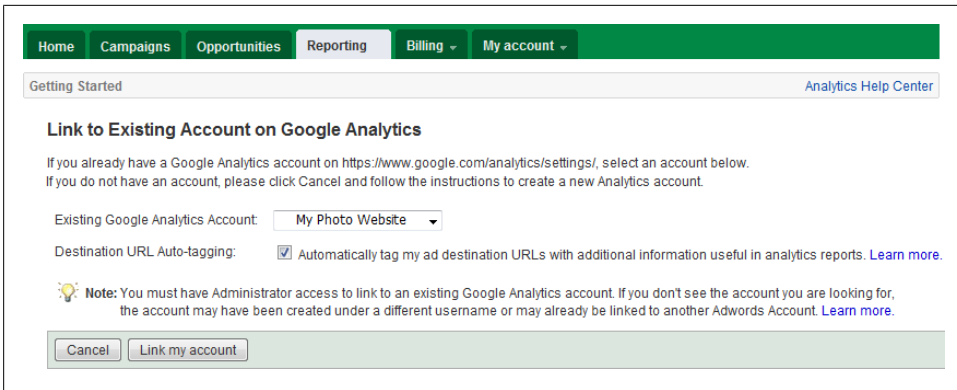 Home Campaigns Opportunities Reporting Billing My account
Getting Started Analytics Help Center
Link to Existing Account on Google Analytics
If you already have a Google Analytics account on https://www.google.com/analytics/settings/, select an account below.
If you do not have an account, please click Cancel and follow the instructions to create a new Analytics account.
Existing Google Analytics Account: My Photo Website
Destination URL Auto-tagging: Automatically tag my ad destination URLs with additional information useful in analytics reports. Learn more.
Note: You must have Administrator access to link to an existing Google Analytics account. If you don't see the account you are looking for,
the account may have been created under a different username or may already be linked to another Adwords Account. Learn more.
Cancel Link my account